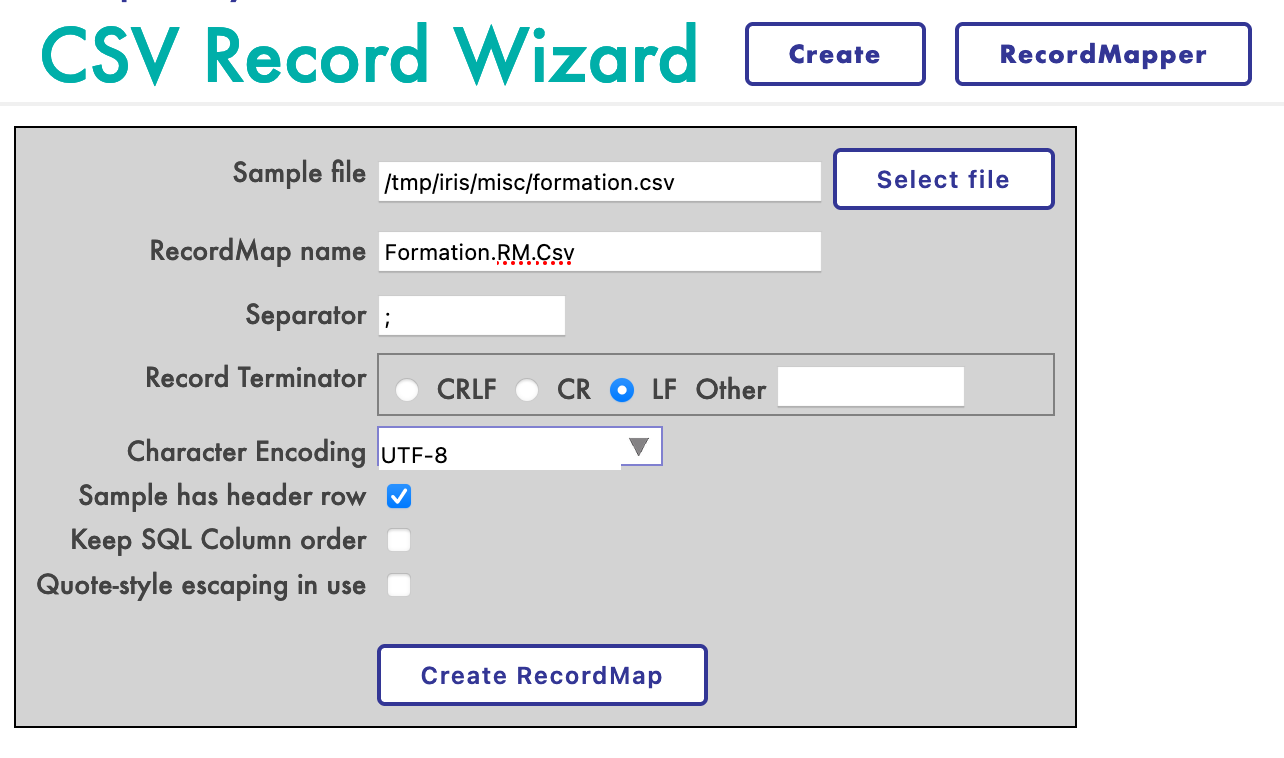 CSV Record Wizard
Create
RecordMapper
Sample file
/tmp/iris/misc/formation.csv
Select file
RecordMap name
Formation.RM.Csv
Separator
;
Record Terminator
CRLF CR LF Other
Character Encoding
UTF-8
Sample has header row
Keep SQL Column order
Quote-style escaping in use
Create RecordMap